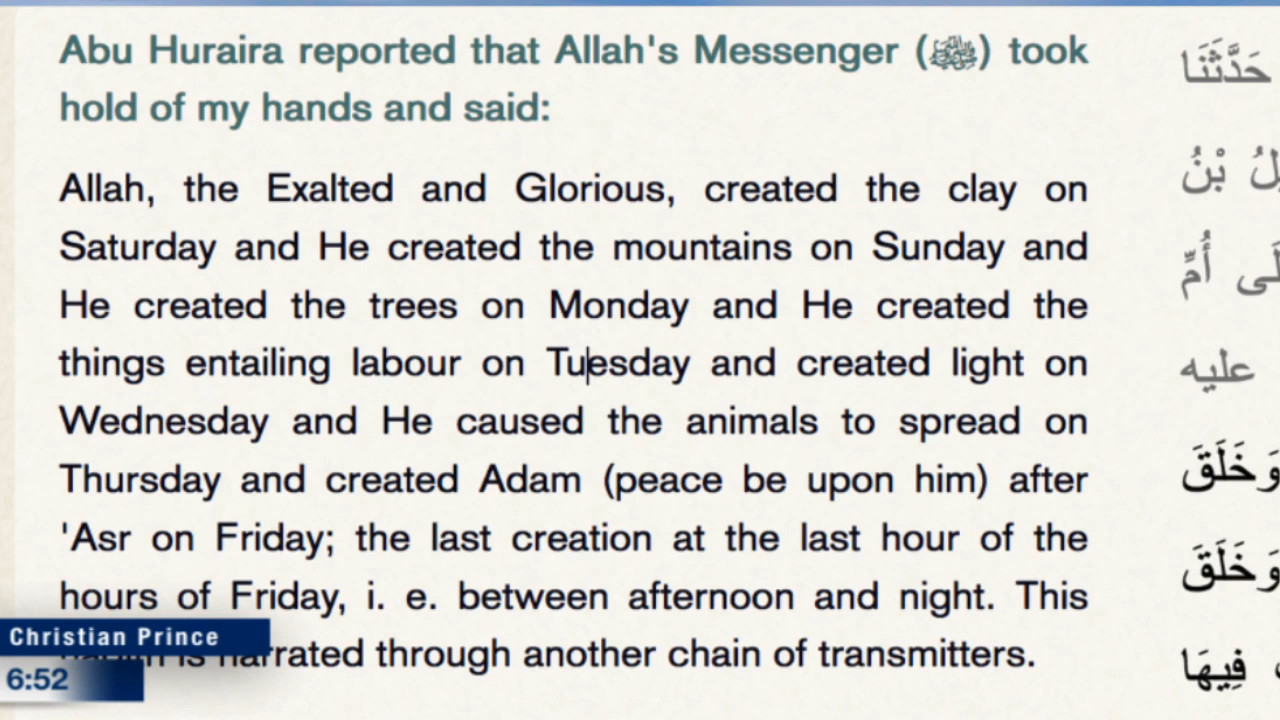 Abu Huraira reported that Allah's Messenger (ﷺ) took
hold of my hands and said:
Allah, the Exalted and Glorious, created the clay on
Saturday and He created the mountains on Sunday and
He created the trees on Monday and He created the
things entailing labour on Tuesday and created light on
Wednesday and He caused the animals to spread on
Thursday and created Adam (peace be upon him) after
'Asr on Friday; the last creation at the last hour of the
hours of Friday, i. e. between afternoon and night. This
is narrated through another chain of transmitters.
حَدَّثَنَا
بْنُ
أُمِّ
عليه
وَخَلَقَ
وَخَلَقَ
فِيهَا
Christian Prince
6:52